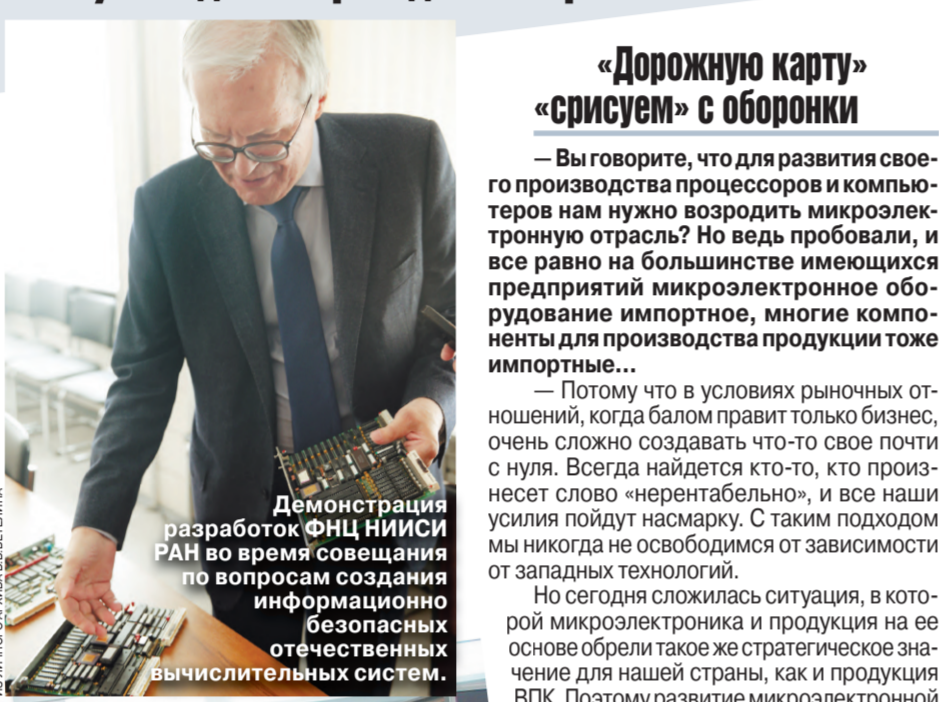 «Дорожную карту»
«срисуем» с оборонки
— Вы говорите, что для развития свое-
го производства процессоров и компью-
теров нам нужно возродить микроэлек-
тронную отрасль? Но ведь пробовали, и
все равно на большинстве имеющихся
предприятий микроэлектронное обо-
рудование импортное, многие компо-
ненты для производства продукции тоже
импортные...
— Потому что в условиях рыночных от-
ношений, когда балом правит только бизнес,
очень сложно создавать что-то свое почти
с нуля. Всегда найдется кто-то, кто произ-
несет слово «нерентабельно», и все наши
усилия пойдут насмарку. С таким подходом
мы никогда не освободимся от зависимости
от западных технологий.
Но сегодня сложилась ситуация, в кото-
рой микроэлектроника и продукция на ее
основе обрели такое же стратегическое зна-
чение для нашей страны, как и продукция
ВПК. Поэтому развитие микроэлектронной
Демонстрация
разработок ФНЦ НИИСИ
РАН во время совещания
по вопросам создания
информационно
безопасных
отечественных
вычислительных систем.